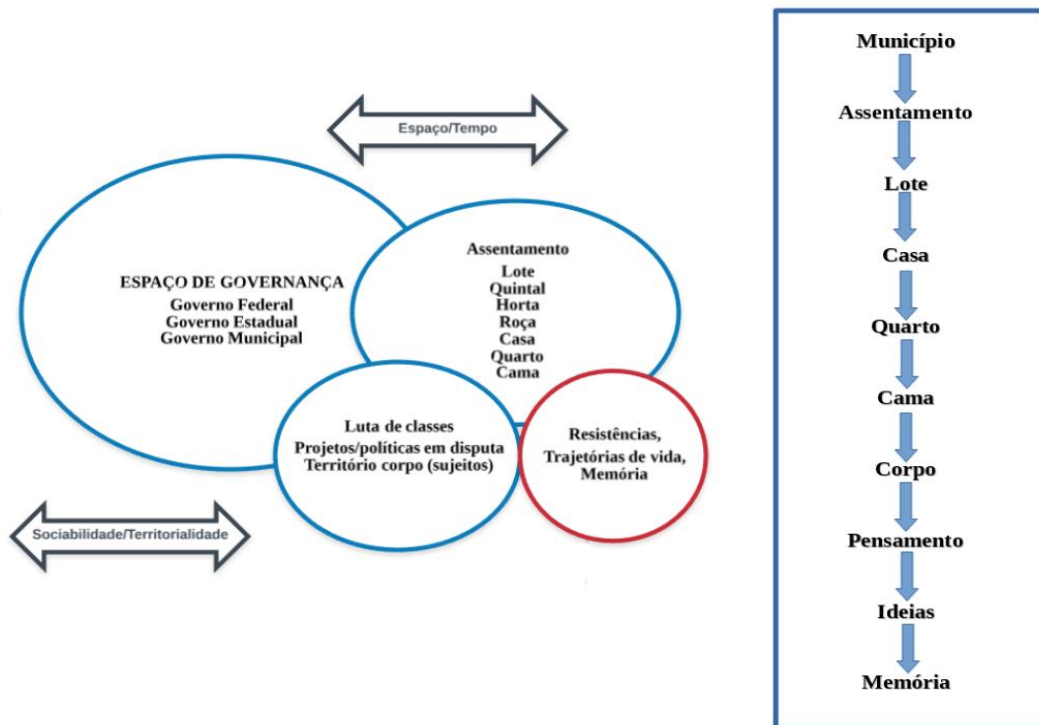 Espaço/Tempo
ESPAÇO DE GOVERNANÇA
Governo Federal
Governo Estadual
Governo Municipal
Assentamento
Lote
Quintal
Horta
Roça
Casa
Quarto
Cama
Luta de classes
Projetos/políticas em disputa
Território corpo (sujeitos)
Resistências,
Trajetórias de vida,
Memória
Sociabilidade/Territorialidade
Município
Assentamento
Lote
Casa
Quarto
Cama
Corpo
Pensamento
Ideias
Memória